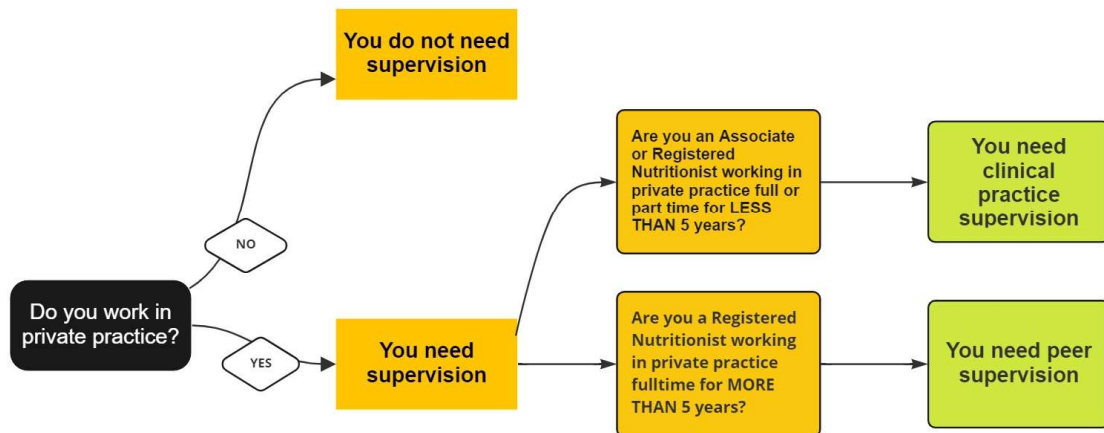 You do not need
supervision
NO
Do you work in
private practice?
YES
You need
supervision
Are you an Associate
or Registered
Nutritionist working in
private practice full or
part time for LESS
THAN 5 years?
You need
clinical
practice
supervision
Are you a Registered
Nutritionist working
in private practice
fulltime for MORE
THAN 5 years?
You need peer
supervision